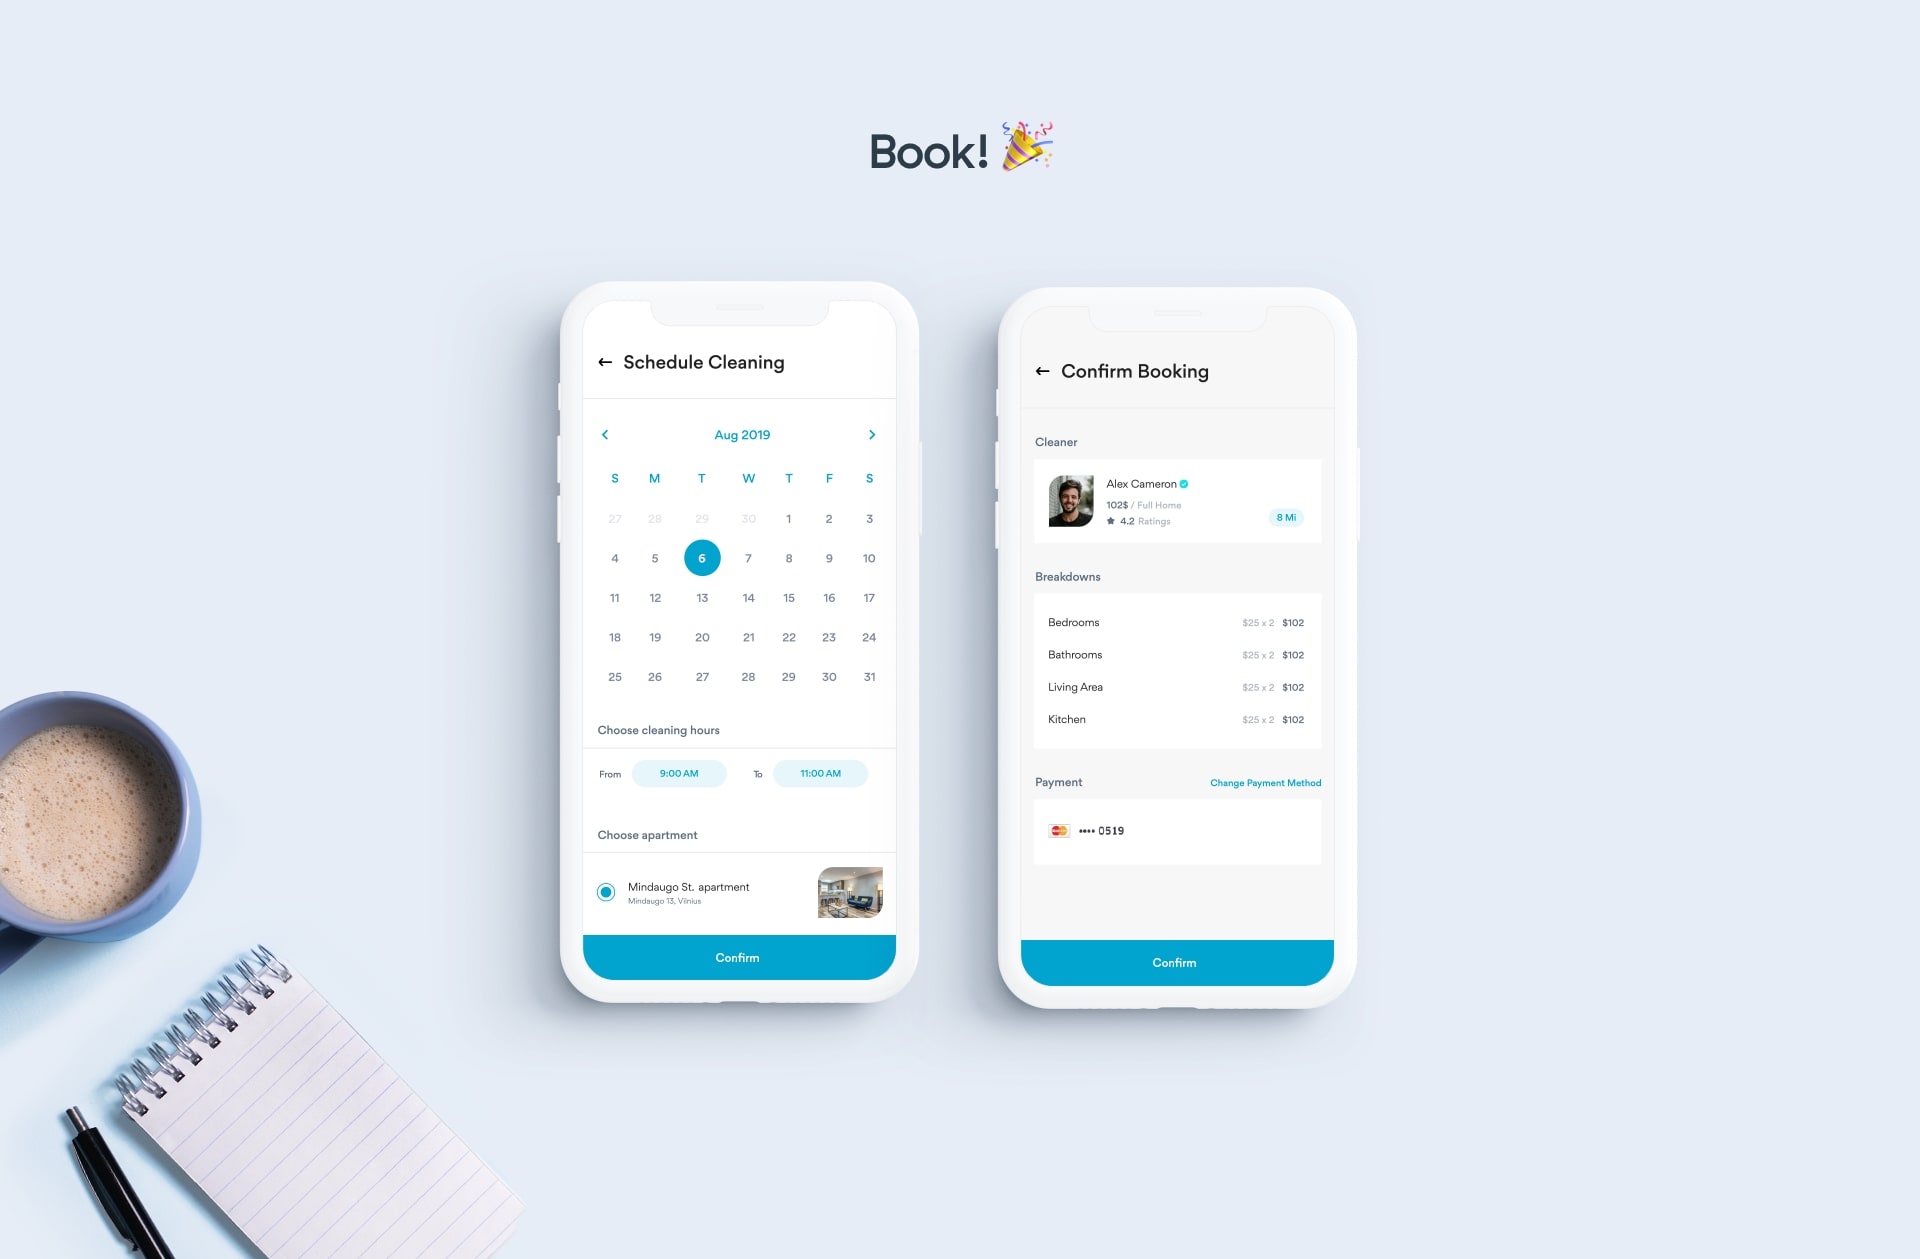 Book! 🎉
← Schedule Cleaning
< Aug 2019 >
S M T W T F S
27 28 29 30 1 2 3
4 5 6 7 8 9 10
11 12 13 14 15 16 17
18 19 20 21 22 23 24
25 26 27 28 29 30 31
Choose cleaning hours
From 9:00 AM To 11:00 AM
Choose apartment
Mindaugo St. apartment
Mindaugo 13, Vilnius
Confirm
← Confirm Booking
Cleaner
Alex Cameron
102$ / Full Home
★ 4.2 Ratings 8 Mi
Breakdowns
Bedrooms $25 x 2 $102
Bathrooms $25 x 2 $102
Living Area $25 x 2 $102
Kitchen $25 x 2 $102
Payment Change Payment Method
•••• 0519
Confirm